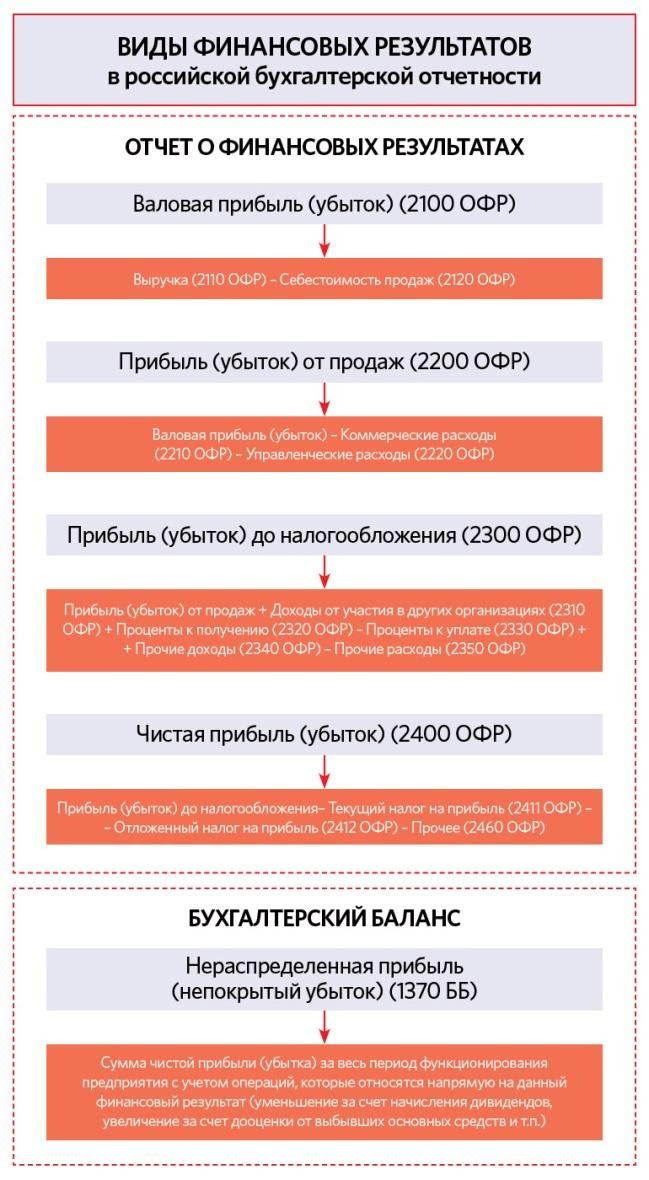 ВИДЫ ФИНАНСОВЫХ РЕЗУЛЬТАТОВ
в российской бухгалтерской отчетности
ОТЧЕТ О ФИНАНСОВЫХ РЕЗУЛЬТАТАХ
Валовая прибыль (убыток) (2100 ОФР)
Выручка (2110 ОФР) – Себестоимость продаж (2120 ОФР)
Прибыль (убыток) от продаж (2200 ОФР)
Валовая прибыль (убыток) – Коммерческие расходы
(2210 ОФР) – Управленческие расходы (2220 ОФР)
Прибыль (убыток) до налогообложения (2300 ОФР)
Прибыль (убыток) от продаж + Доходы от участия в других организациях (2310
ОФР) + Проценты к получению (2320 ОФР) – Проценты к уплате (2330 ОФР) +
+ Прочие доходы (2340 ОФР) – Прочие расходы (2350 ОФР)
Чистая прибыль (убыток) (2400 ОФР)
Прибыль (убыток) до налогообложения– Текущий налог на прибыль (2411 ОФР) –
– Отложенный налог на прибыль (2412 ОФР) – Прочее (2460 ОФР)
БУХГАЛТЕРСКИЙ БАЛАНС
Нераспределенная прибыль
(непокрытый убыток) (1370 ББ)
Сумма чистой прибыли (убытка) за весь период функционирования
предприятия с учетом операций, которые относятся напрямую на данный
финансовый результат (уменьшение за счет начисления дивидендов,
увеличение за счет дооценки от выбывших основных средств и т.п.)